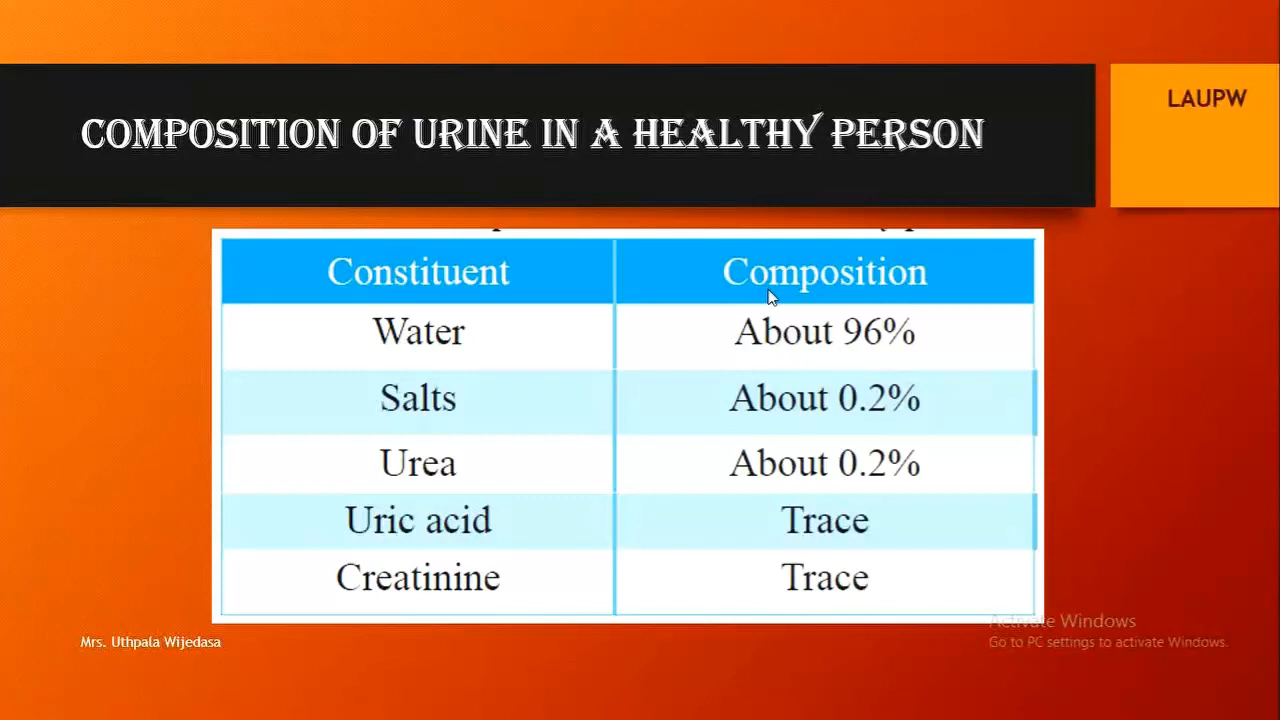 LAUPW
COMPOSITION OF URINE IN A HEALTHY PERSON
Constituent Composition
Water About 96%
Salts About 0.2%
Urea About 0.2%
Uric acid Trace
Creatinine Trace
Activate Windows
Mrs. Uthpala Wijedasa
Go to PC settings to activate Windows.